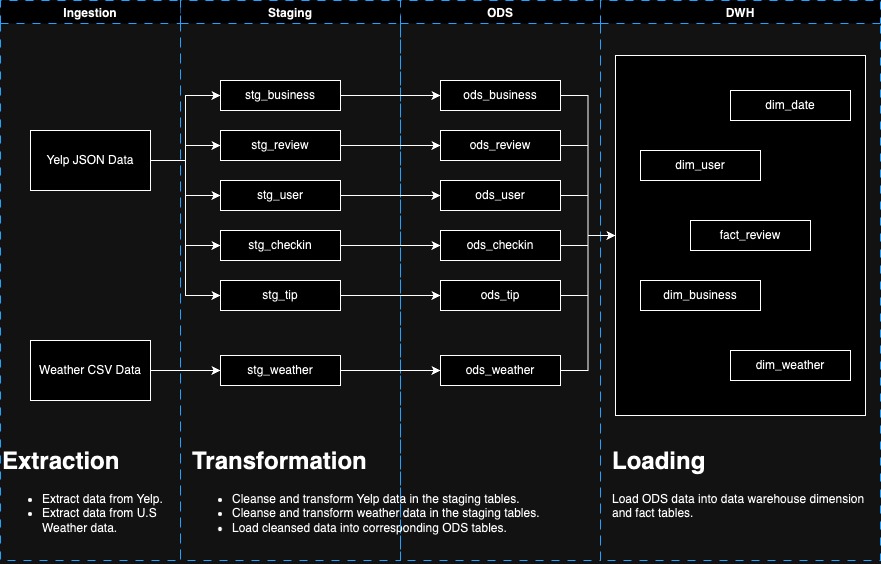 Ingestion
Staging
ODS
DWH
Yelp JSON Data
Weather CSV Data
stg_business
stg_review
stg_user
stg_checkin
stg_tip
stg_weather
ods_business
ods_review
ods_user
ods_checkin
ods_tip
ods_weather
dim_date
dim_user
fact_review
dim_business
dim_weather
Extraction
• Extract data from Yelp.
• Extract data from U.S
Weather data.
Transformation
• Cleanse and transform Yelp data in the staging tables.
• Cleanse and transform weather data in the staging tables.
• Load cleansed data into corresponding ODS tables.
Loading
Load ODS data into data warehouse dimension
and fact tables.